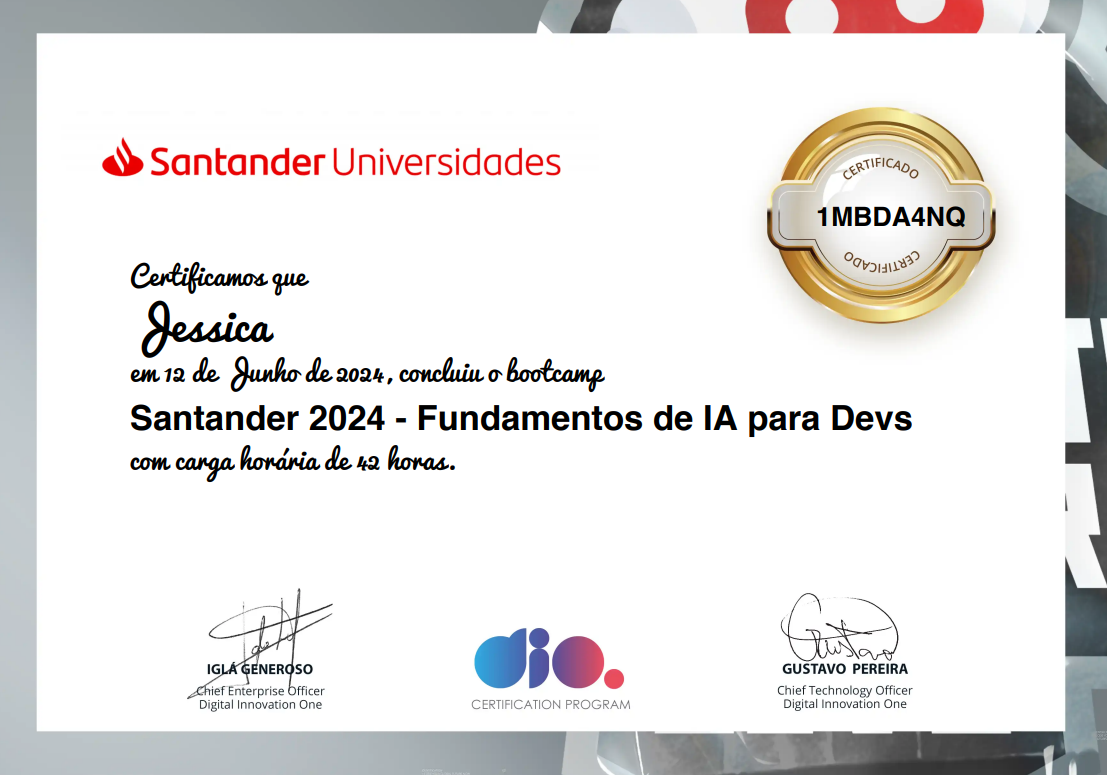 Santander Universidades
CERTIFICADO
1MBDA4NQ
CERTIFICADO
Certificamos que
Jessica
em 12 de Junho de 2024, concluiu o bootcamp
Santander 2024 - Fundamentos de IA para Devs
com carga horária de 42 horas.
IGLÁ GENEROSO
Chief Enterprise Officer
Digital Innovation One
dio.
CERTIFICATION PROGRAM
Gustavo
GUSTAVO PEREIRA
Chief Technology Officer
Digital Innovation One